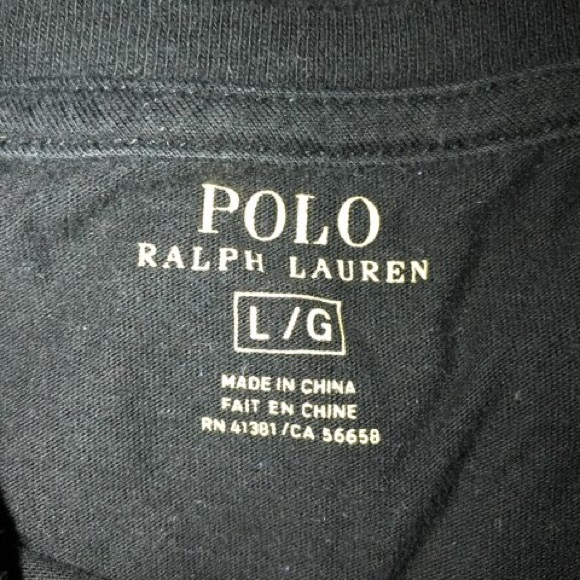 POLO
RALPH LAUREN
L/G
MADE IN CHINA
FAIT EN CHINE
RN 41381/CA 56658